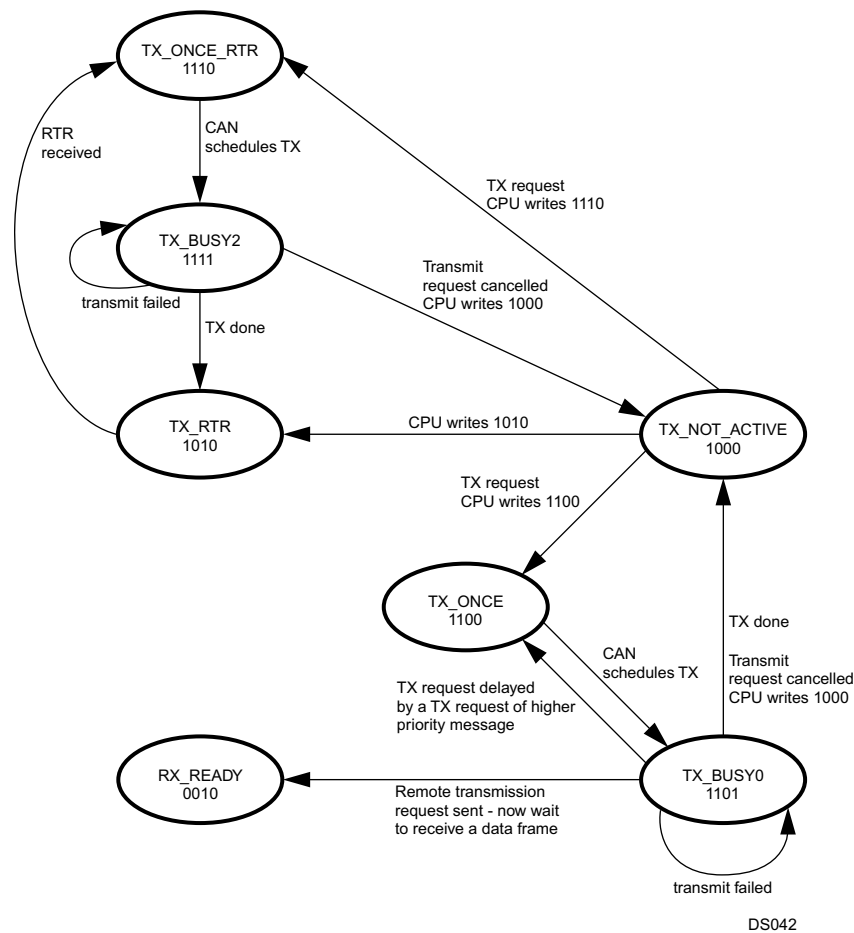 TX_ONCE_RTR
1110
RTR
received
CAN
schedules TX
TX request
CPU writes 1110
TX_BUSY2
1111
transmit failed
Transmit
request cancelled
CPU writes 1000
TX done
TX_RTR
1010
CPU writes 1010
TX_NOT_ACTIVE
1000
TX request
CPU writes 1100
TX_ONCE
1100
CAN
schedules TX
TX done
Transmit
request cancelled
CPU writes 1000
TX request delayed
by a TX request of higher
priority message
RX_READY
0010
Remote transmission
request sent - now wait
to receive a data frame
TX_BUSY0
1101
transmit failed
DS042